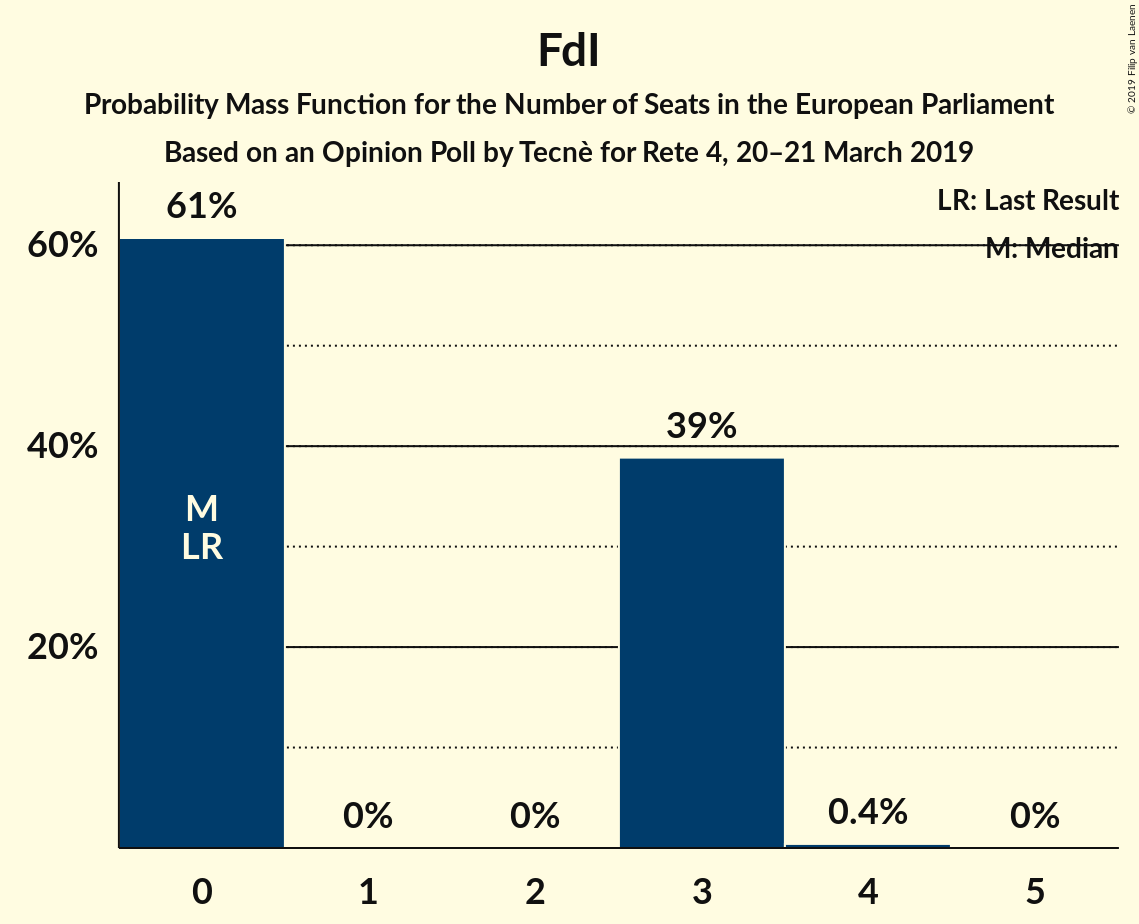 FdI
Probability Mass Function for the Number of Seats in the European Parliament
Based on an Opinion Poll by Tecnè for Rete 4, 20–21 March 2019
© 2019 Filip van Laenen
LR: Last Result
M: Median
61%
60%
39%
40%
M
LR
20%
0%
0%
0.4%
0%
0
1
2
3
4
5